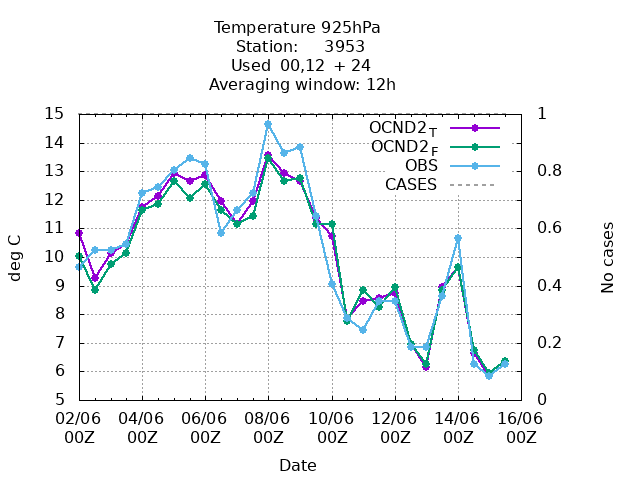 Temperature 925hPa
Station: 3953
Used 00,12 + 24
Averaging window: 12h
15 1
14
13 0.8
12
11 0.6
10
9 0.4
8
7 0.2
6
5 0
deg C
No cases
OCND2_T
OCND2_F
OBS
CASES
02/06 04/06 06/06 08/06 10/06 12/06 14/06 16/06
00Z 00Z 00Z 00Z 00Z 00Z 00Z 00Z
Date